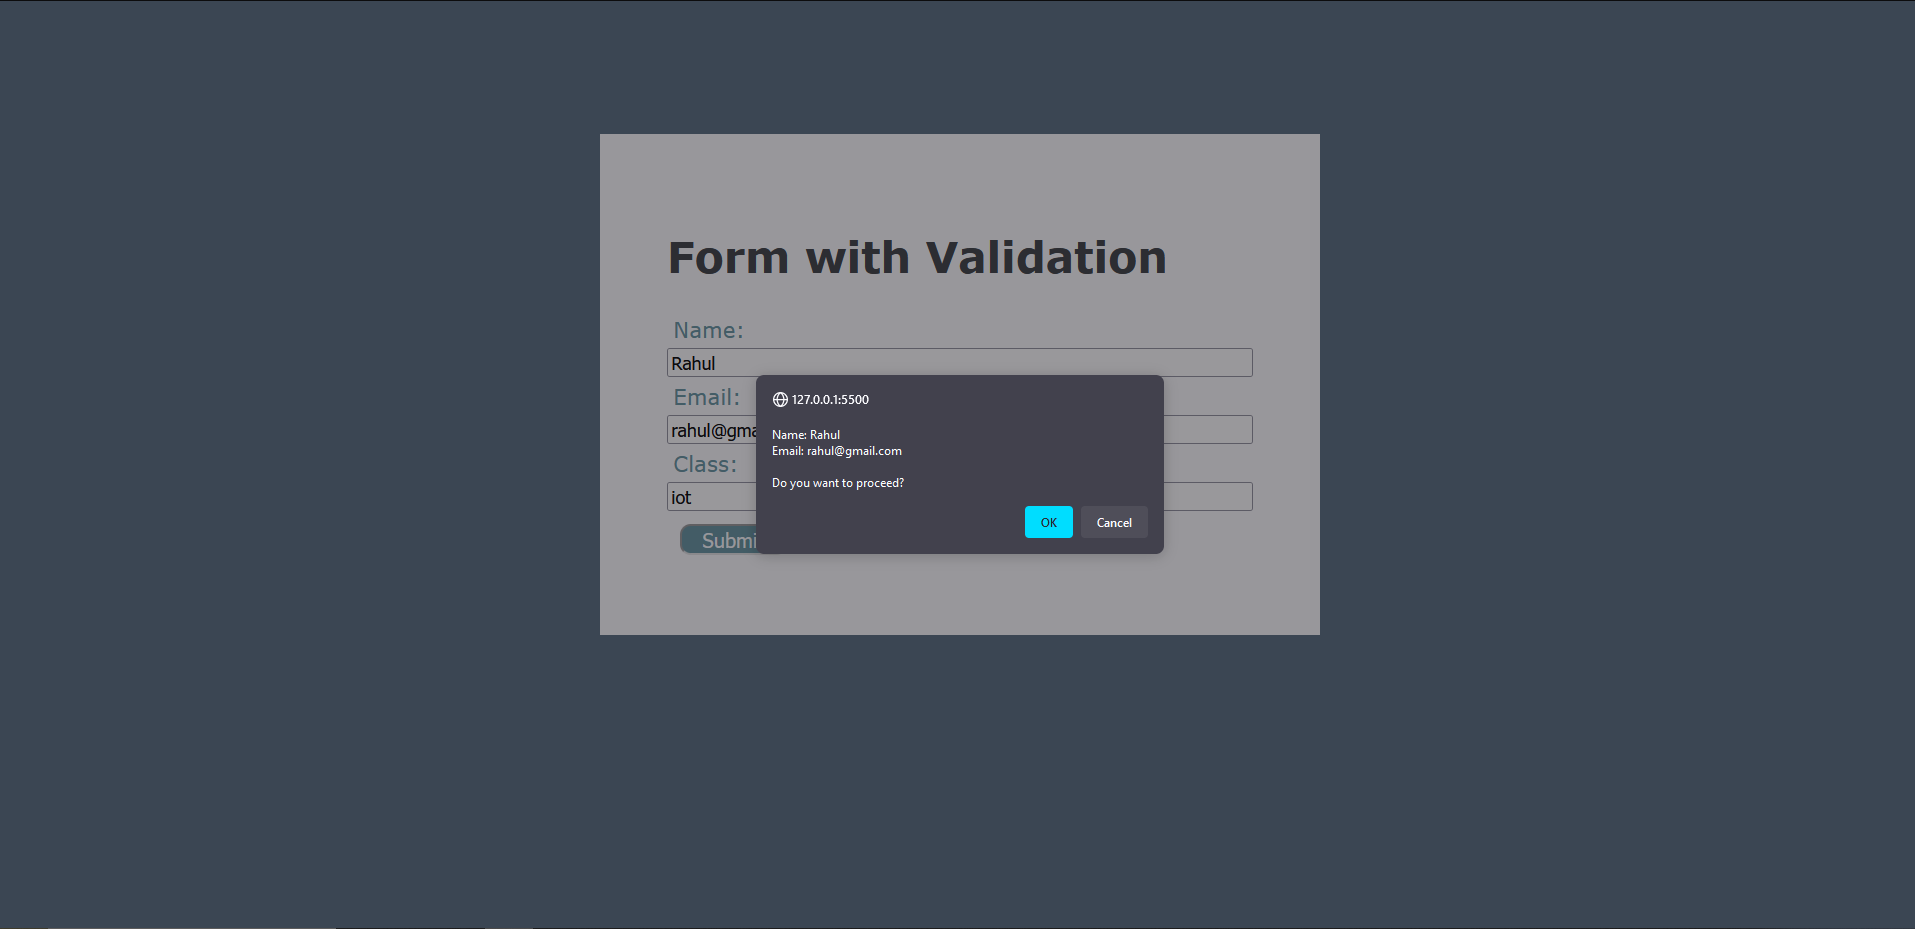 Form with Validation
Name:
Rahul
Email:
rahul@gma
Class:
iot
Submi
127.0.0.1:5500
Name: Rahul
Email: rahul@gmail.com
Do you want to proceed?
OK
Cancel